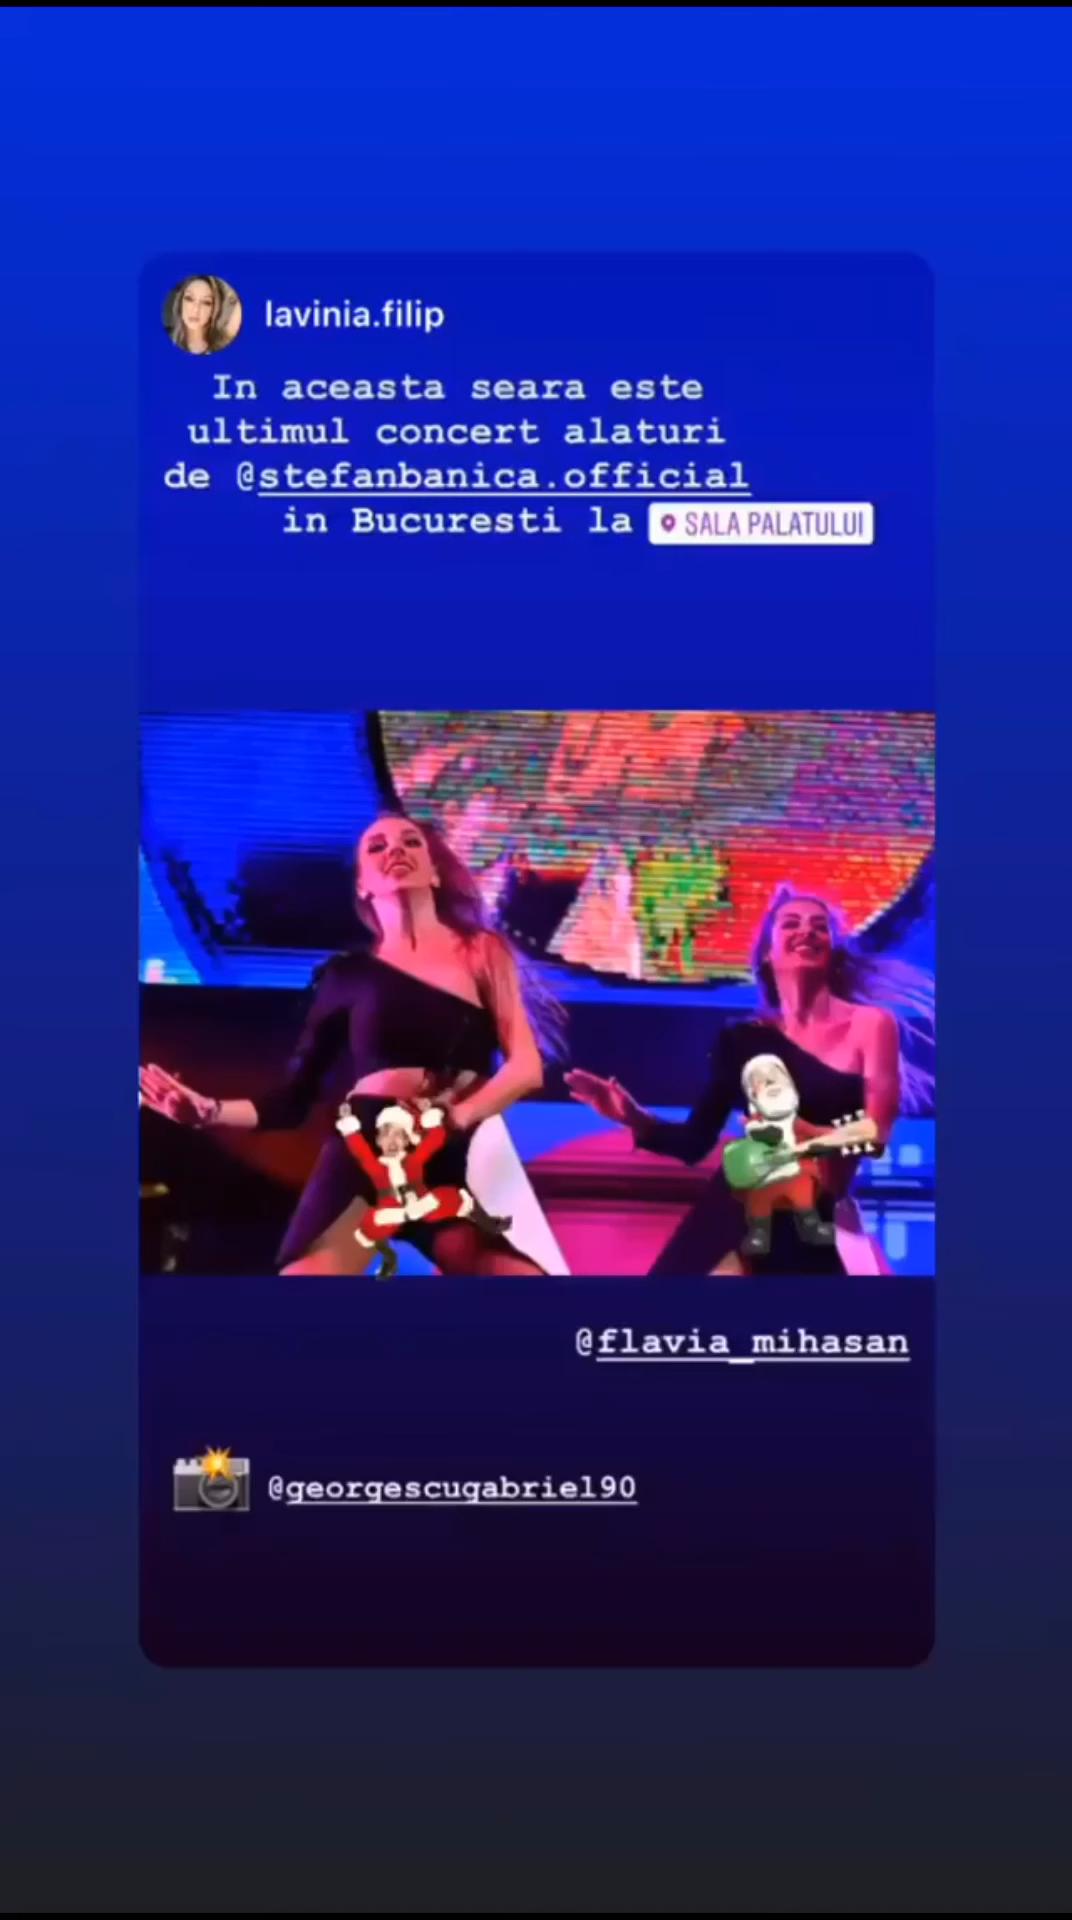 lavinia.filip
In aceasta seara este
ultimul concert alaturi
de @stefanbanica.official
in Bucuresti la SALA PALATULUI
@flavia_mihasan
@georgescugabriel90